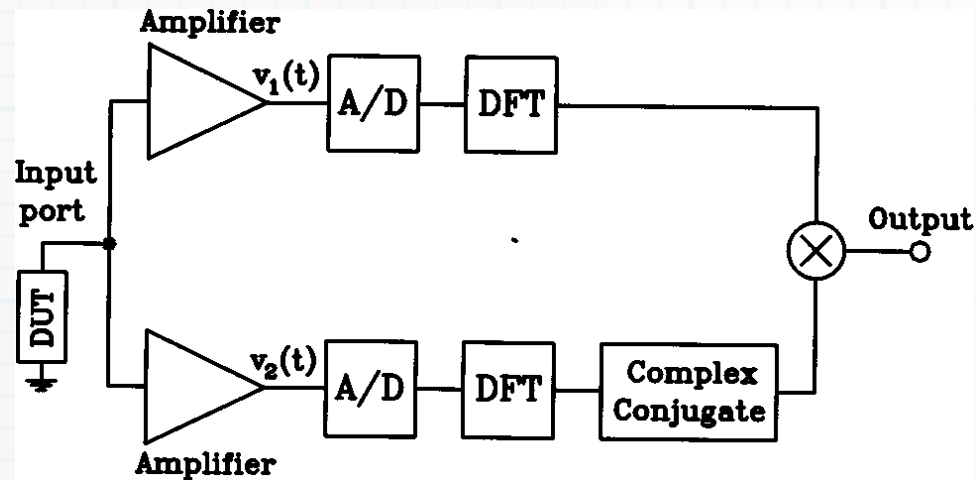 Amplifier
v₁(t)
A/D
DFT
Input
port
Output
DUT
v₂(t)
A/D
DFT
Complex
Conjugate
Amplifier